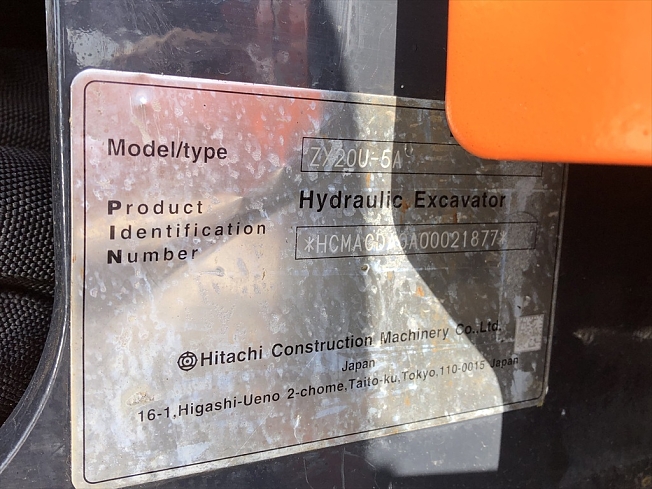 Model/type ZX20U-5A
Hydraulic Excavator
Product
Identification
Number
Hitachi Construction Machinery Co.,Ltd.
Japan
16-1,Higashi-Ueno 2-chome,Taito-ku,Tokyo,110-0015 Japan